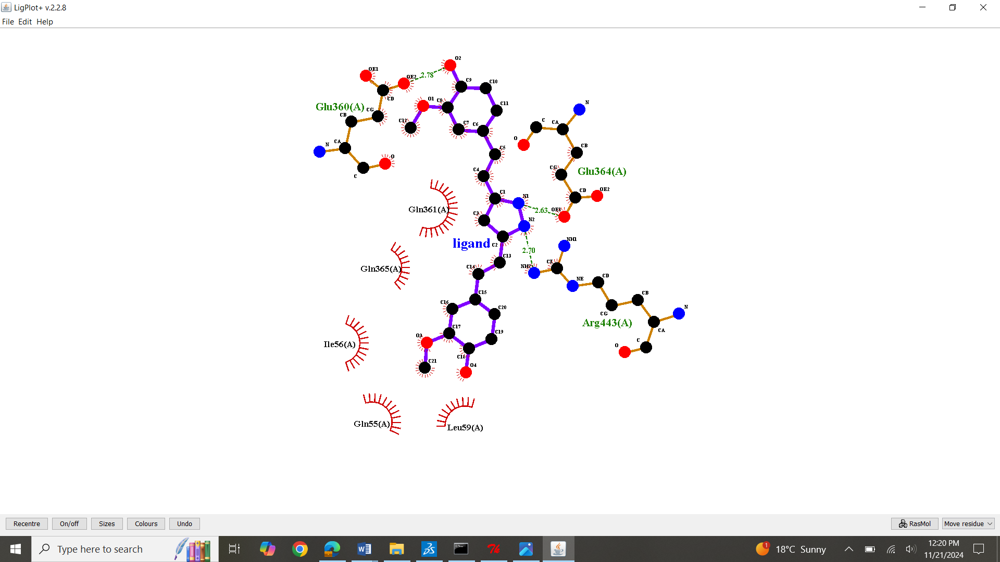 LigPlot+ v.2.2.8
File Edit Help
O2
OE1
OE2
2.78
C9
C10
CD
O1
C8
C11
N
Glu360(A)
CG
CB
C12
C7
C6
C
CA
O
CA
N
C5
CB
O
C4
CG
Glu364(A)
C
CD
OE2
C1
N1
Gln361(A)
2.63
OE1
C3
N2
ligand
C2
NH1
2.70
C13
CZ
Gln365(A)
C14
NH2
NE
CD
C15
CB
C16
C20
N
CG
Arg443(A)
C17
CA
C19
O3
C
Ile56(A)
O
C18
C21
O4
Gln55(A)
Leu59(A)
Recentre On/off Sizes Colours Undo RasMol Move residue
Type here to search
1 18°C Sunny
12:20 PM
11/21/2024